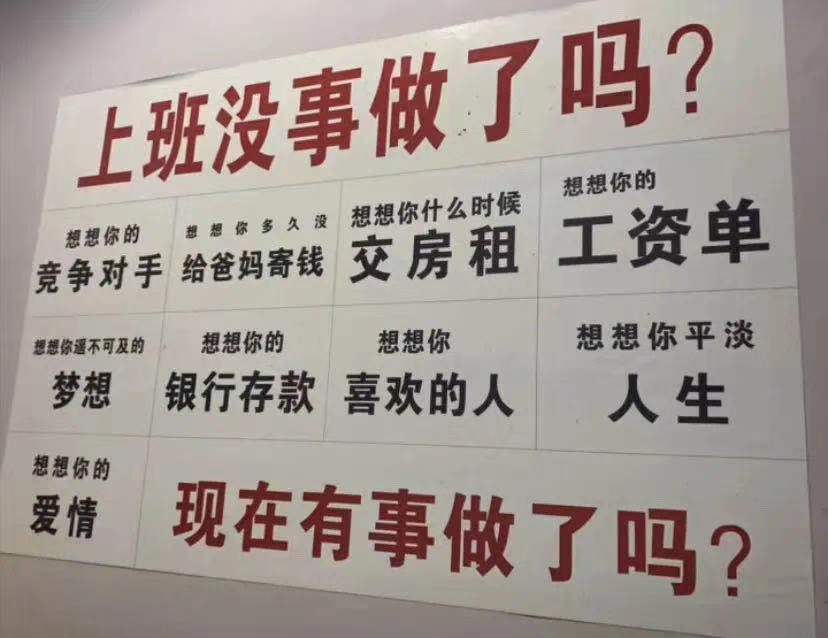 上班没事做了吗?
想想你的
竞争对手
想想你多久没
给爸妈寄钱
想想你什么时候
交房租
想想你的
工资单
想想你遥不可及的
梦想
想想你的
银行存款
想想你
喜欢的人
想想你平淡
人生
想想你的
爱情
现在有事做了吗?